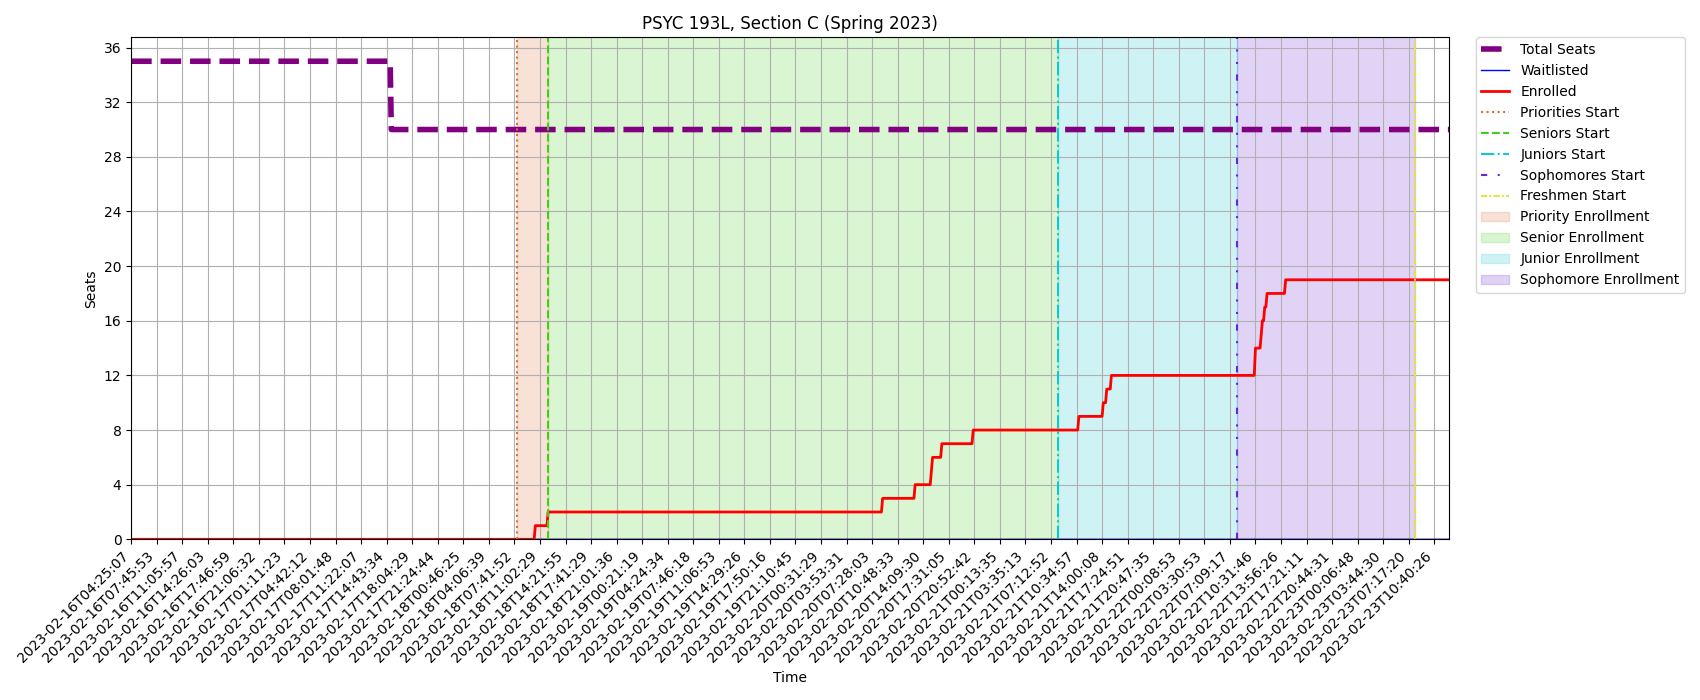 PSYC 193L, Section C (Spring 2023)
Seats
36
32
28
24
20
16
12
8
4
0
2023-02-16T04:25:07
2023-02-16T07:45:53
2023-02-16T11:05:57
2023-02-16T14:26:03
2023-02-16T17:46:59
2023-02-16T21:06:32
2023-02-17T01:11:23
2023-02-17T04:42:12
2023-02-17T08:01:48
2023-02-17T11:22:07
2023-02-17T14:43:34
2023-02-17T18:04:29
2023-02-17T21:24:44
2023-02-18T00:46:25
2023-02-18T04:06:39
2023-02-18T07:41:52
2023-02-18T11:02:29
2023-02-18T14:21:55
2023-02-18T17:41:29
2023-02-18T21:01:36
2023-02-19T00:21:19
2023-02-19T04:24:34
2023-02-19T07:46:18
2023-02-19T11:06:53
2023-02-19T14:29:26
2023-02-19T17:50:16
2023-02-19T21:10:45
2023-02-20T00:31:29
2023-02-20T03:53:31
2023-02-20T07:28:03
2023-02-20T10:48:33
2023-02-20T14:09:30
2023-02-20T17:31:05
2023-02-20T20:52:42
2023-02-21T00:13:35
2023-02-21T03:35:13
2023-02-21T07:12:52
2023-02-21T10:34:57
2023-02-21T14:00:08
2023-02-21T17:24:51
2023-02-21T20:47:35
2023-02-22T00:08:53
2023-02-22T03:30:53
2023-02-22T07:09:17
2023-02-22T10:31:46
2023-02-22T13:56:26
2023-02-22T17:21:11
2023-02-22T20:44:31
2023-02-23T00:06:48
2023-02-23T03:44:30
2023-02-23T07:17:20
2023-02-23T10:40:26
Time
Total Seats
Waitlisted
Enrolled
Priorities Start
Seniors Start
Juniors Start
Sophomores Start
Freshmen Start
Priority Enrollment
Senior Enrollment
Junior Enrollment
Sophomore Enrollment